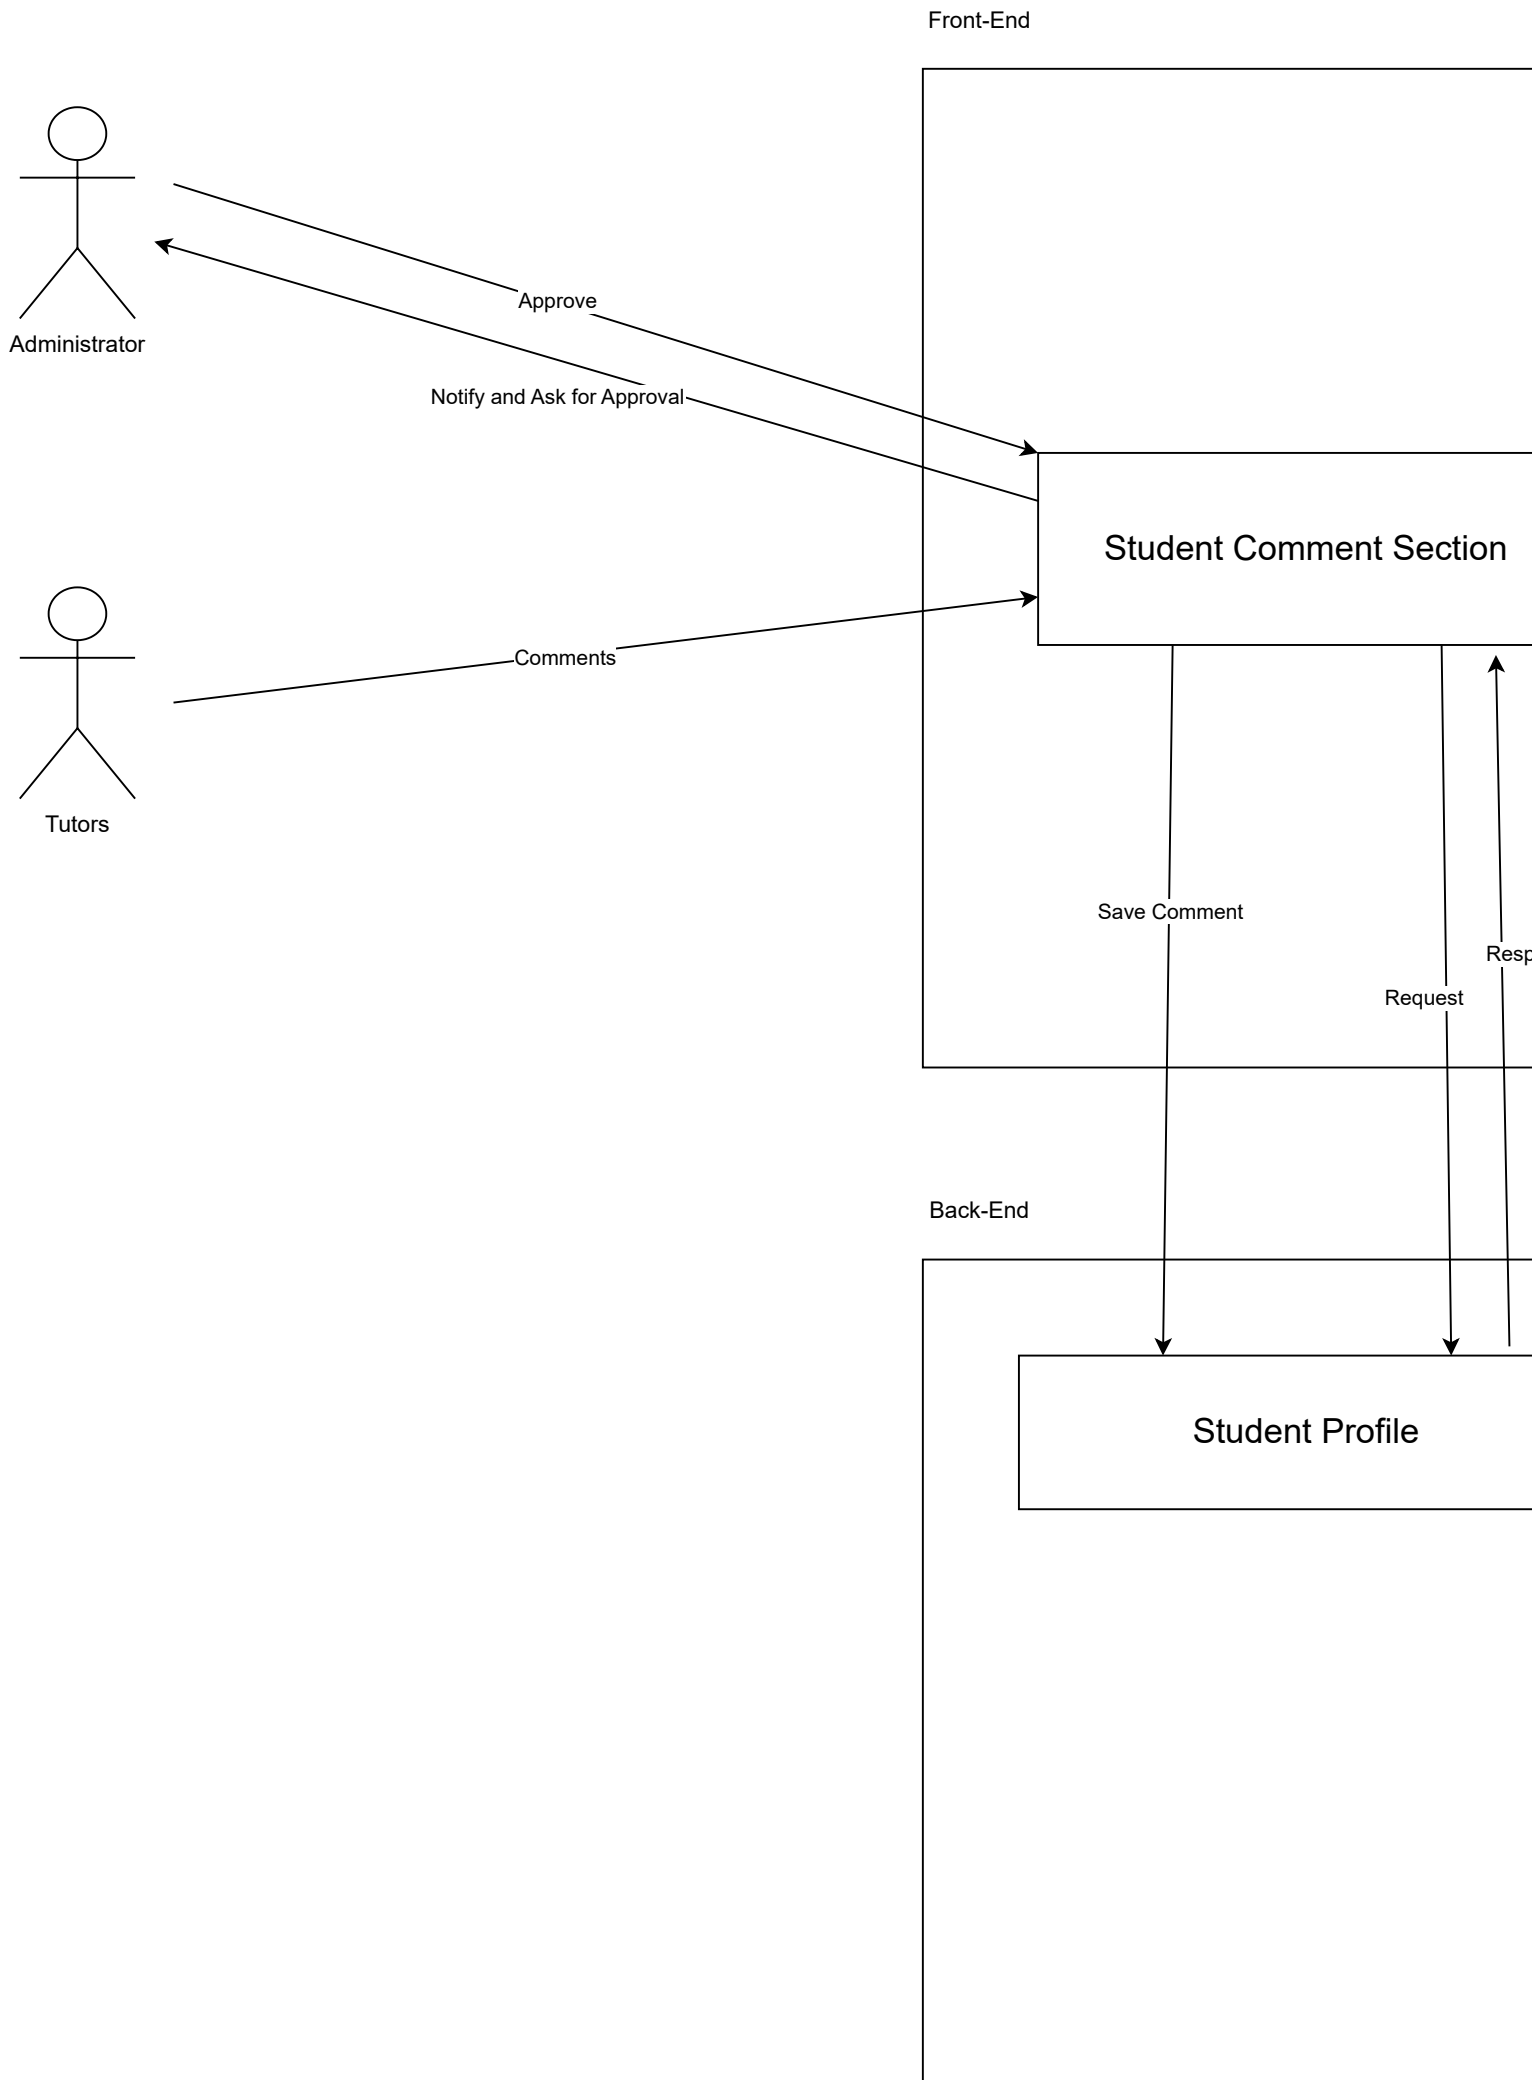 Front-End
Approve
Administrator
Notify and Ask for Approval
Student Comment Section
Comments
Tutors
Save Comment
Request
Back-End
Student Profile